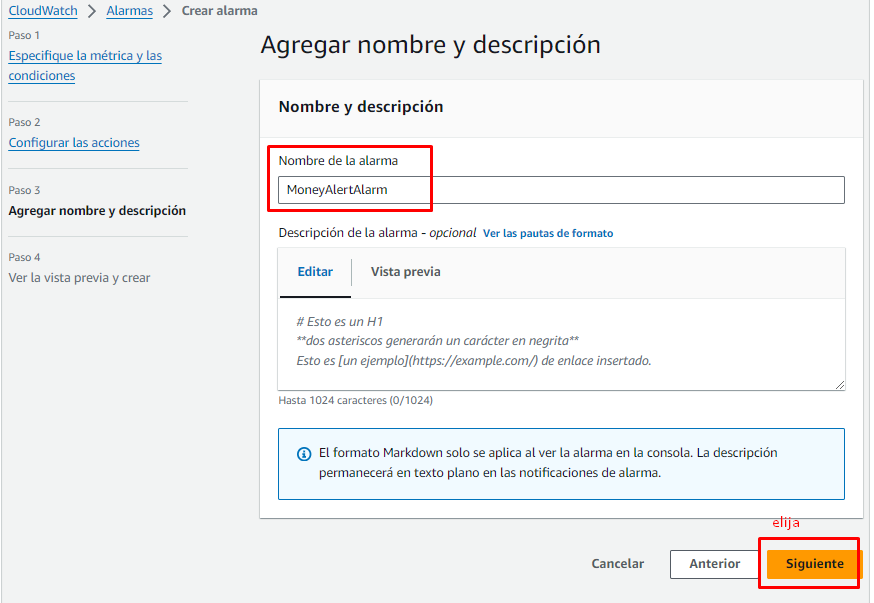 CloudWatch > Alarmas > Crear alarma
Paso 1
Especifique la métrica y las
condiciones
Paso 2
Configurar las acciones
Paso 3
Agregar nombre y descripción
Paso 4
Ver la vista previa y crear
Agregar nombre y descripción
Nombre y descripción
Nombre de la alarma
MoneyAlertAlarm
Descripción de la alarma - opcional Ver las pautas de formato
Editar Vista previa
# Esto es un H1
**dos asteriscos generarán un carácter en negrita**
Esto es [un ejemplo](https://example.com/) de enlace insertado.
Hasta 1024 caracteres (0/1024)
El formato Markdown solo se aplica al ver la alarma en la consola. La descripción
permanecerá en texto plano en las notificaciones de alarma.
elija
Cancelar Anterior Siguiente